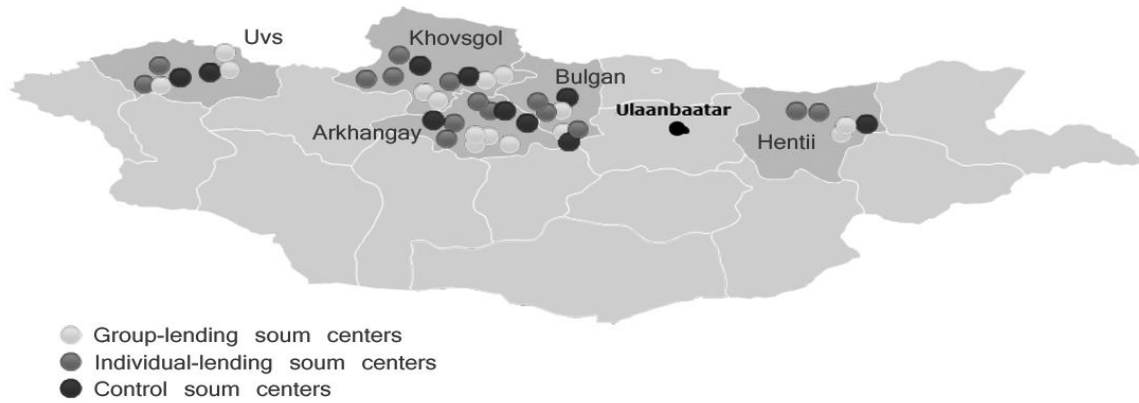 Uvs
Khovsgol
Bulgan
Ulaanbaatar
Arkhangay
Hentii
Group-lending soum centers
Individual-lending soum centers
Control soum centers